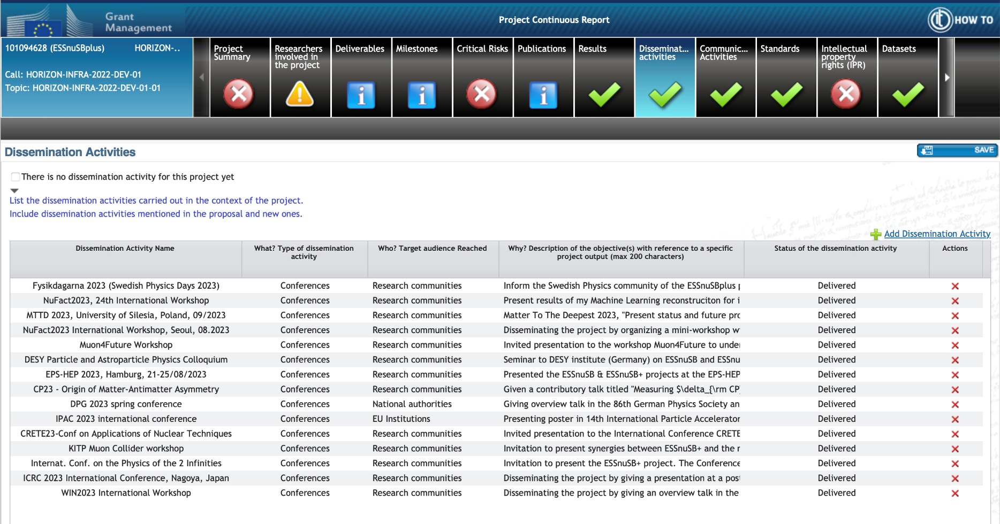 Grant
Management
Project Continuous Report
HOW TO
101094628 (ESSnuSBplus) HORIZON-..
Call: HORIZON-INFRA-2022-DEV-01
Topic: HORIZON-INFRA-2022-DEV-01-01
Project
Summary
Researchers
involved in
the project
Deliverables
Milestones
Critical Risks
Publications
Results
Disseminat...
activities
Communic...
Activities
Standards
Intellectual
property
rights (IPR)
Datasets
Dissemination Activities
SAVE
There is no dissemination activity for this project yet
List the dissemination activities carried out in the context of the project.
Include dissemination activities mentioned in the proposal and new ones.
Add Dissemination Activity
Dissemination Activity Name
What? Type of dissemination
activity
Who? Target audience Reached
Why? Description of the objective(s) with reference to a specific
project output (max 200 characters)
Status of the dissemination activity
Actions
Fysikdagarna 2023 (Swedish Physics Days 2023) Conferences Research communities Inform the Swedish Physics community of the ESSnuSBplus Delivered
NuFact2023, 24th International Workshop Conferences Research communities Present results of my Machine Learning reconstruciton for i Delivered
MTTD 2023, University of Silesia, Poland, 09/2023 Conferences Research communities Matter To The Deepest 2023, "Present status and future pro Delivered
NuFact2023 International Workshop, Seoul, 08.2023 Conferences Research communities Disseminating the project by organizing a mini-workshop w Delivered
Muon4Future Workshop Conferences Research communities Invited presentation to the workshop Muon4Future to under Delivered
DESY Particle and Astroparticle Physics Colloquium Conferences Research communities Seminar to DESY institute (Germany) on ESSnuSB and ESSnu Delivered
EPS-HEP 2023, Hamburg, 21-25/08/2023 Conferences Research communities Presented the ESSnuSB & ESSnuSB+ projects at the EPS-HEP Delivered
CP23 - Origin of Matter-Antimatter Asymmetry Conferences Research communities Given a contributory talk titled "Measuring $\delta_{\rm CP} Delivered
DPG 2023 spring conference Conferences National authorities Giving overview talk in the 86th German Physics Society an Delivered
IPAC 2023 international conference Conferences EU Institutions Presenting poster in 14th International Particle Accelerator Delivered
CRETE23-Conf on Applications of Nuclear Techniques Conferences Research communities Invited presentation to the International Conference CRETE Delivered
KITP Muon Collider workshop Conferences Research communities Invitation to present synergies between ESSnuSB+ and the Delivered
Internat. Conf. on the Physics of the 2 Infinities Conferences Research communities Invitation to present the ESSnuSB+ project. The Conference Delivered
ICRC 2023 International Conference, Nagoya, Japan Conferences Research communities Disseminating the project by giving a presentation at a post Delivered
WIN2023 International Workshop Conferences Research communities Disseminating the project by giving an overview talk in the Delivered